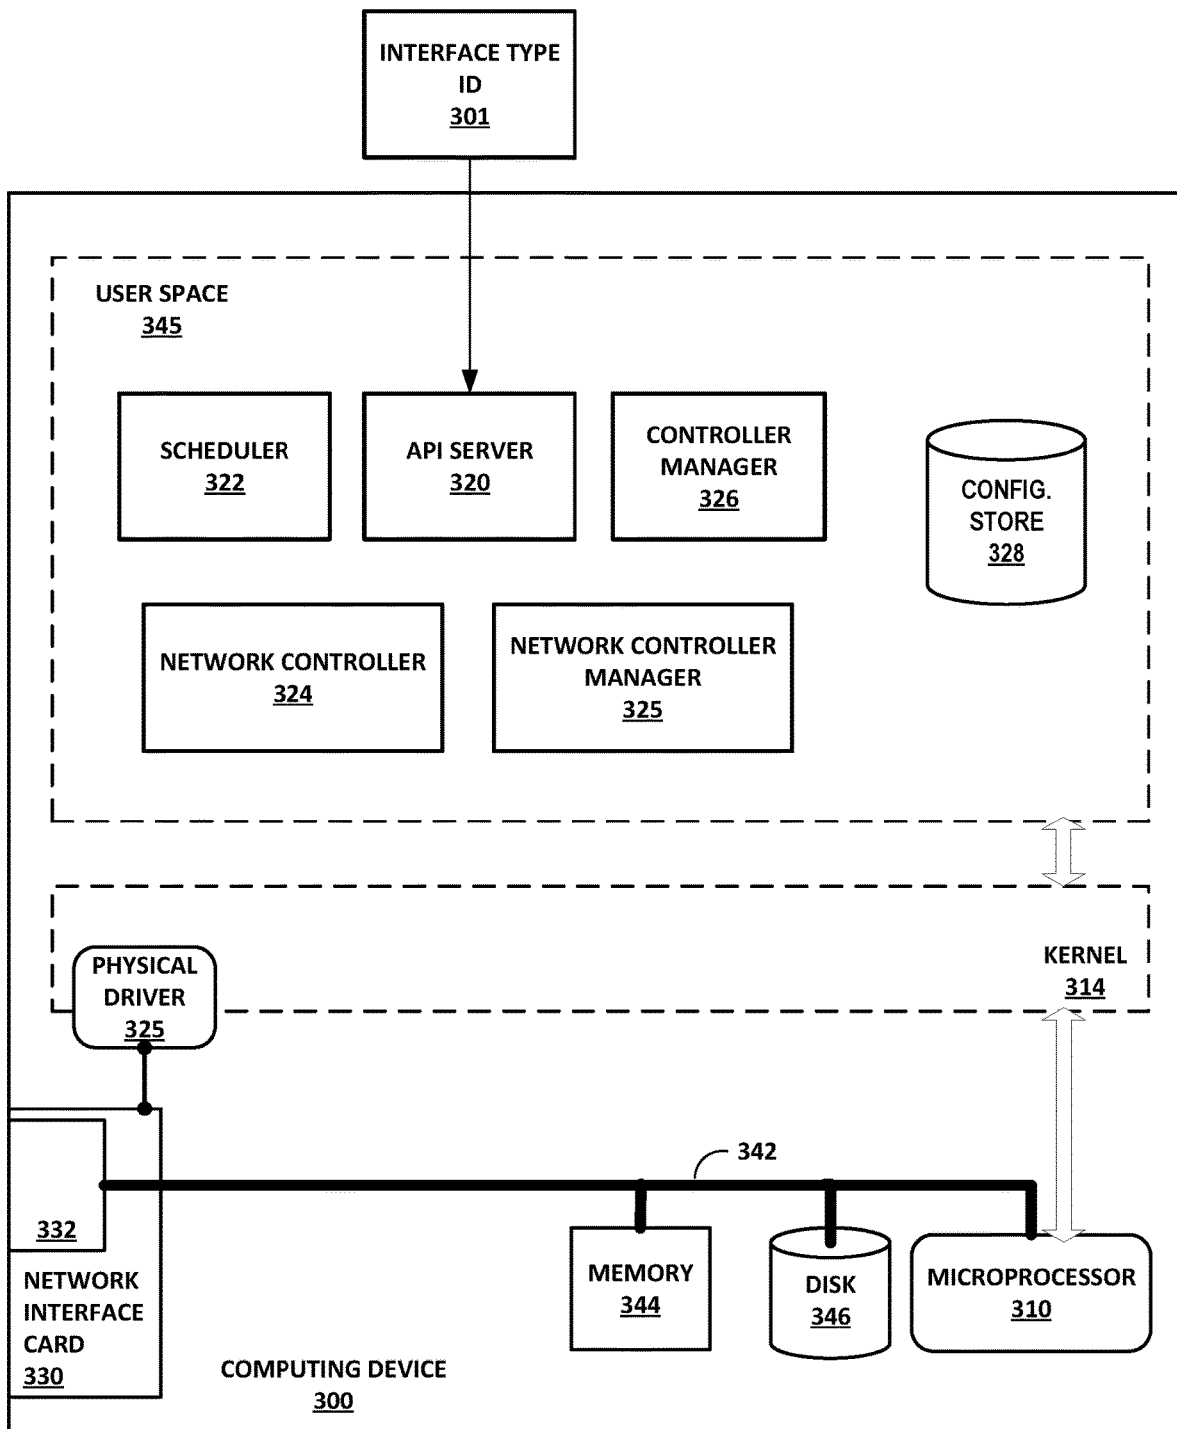 INTERFACE TYPE
ID
301
USER SPACE
345
SCHEDULER
322
API SERVER
320
CONTROLLER
MANAGER
326
CONFIG.
STORE
328
NETWORK CONTROLLER
324
NETWORK CONTROLLER
MANAGER
325
PHYSICAL
DRIVER
325
KERNEL
314
342
332
NETWORK
INTERFACE
CARD
330
MEMORY
344
DISK
346
MICROPROCESSOR
310
COMPUTING DEVICE
300